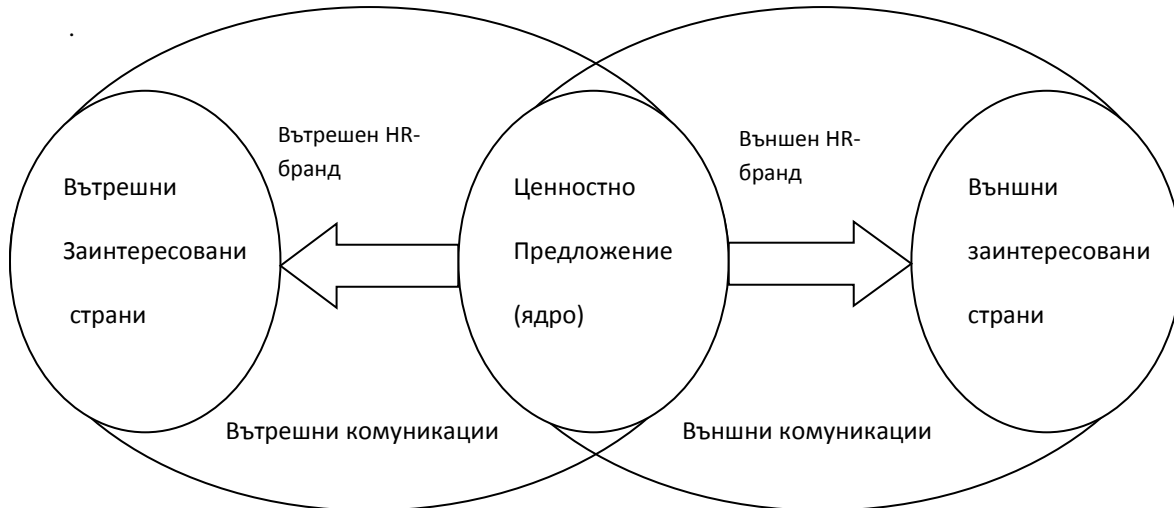 Вътрешен HR-
бранд
Външен HR-
бранд
Вътрешни
Заинтересовани
страни
Ценностно
Предложение
(ядро)
Външни
заинтересовани
страни
Вътрешни комуникации
Външни комуникации